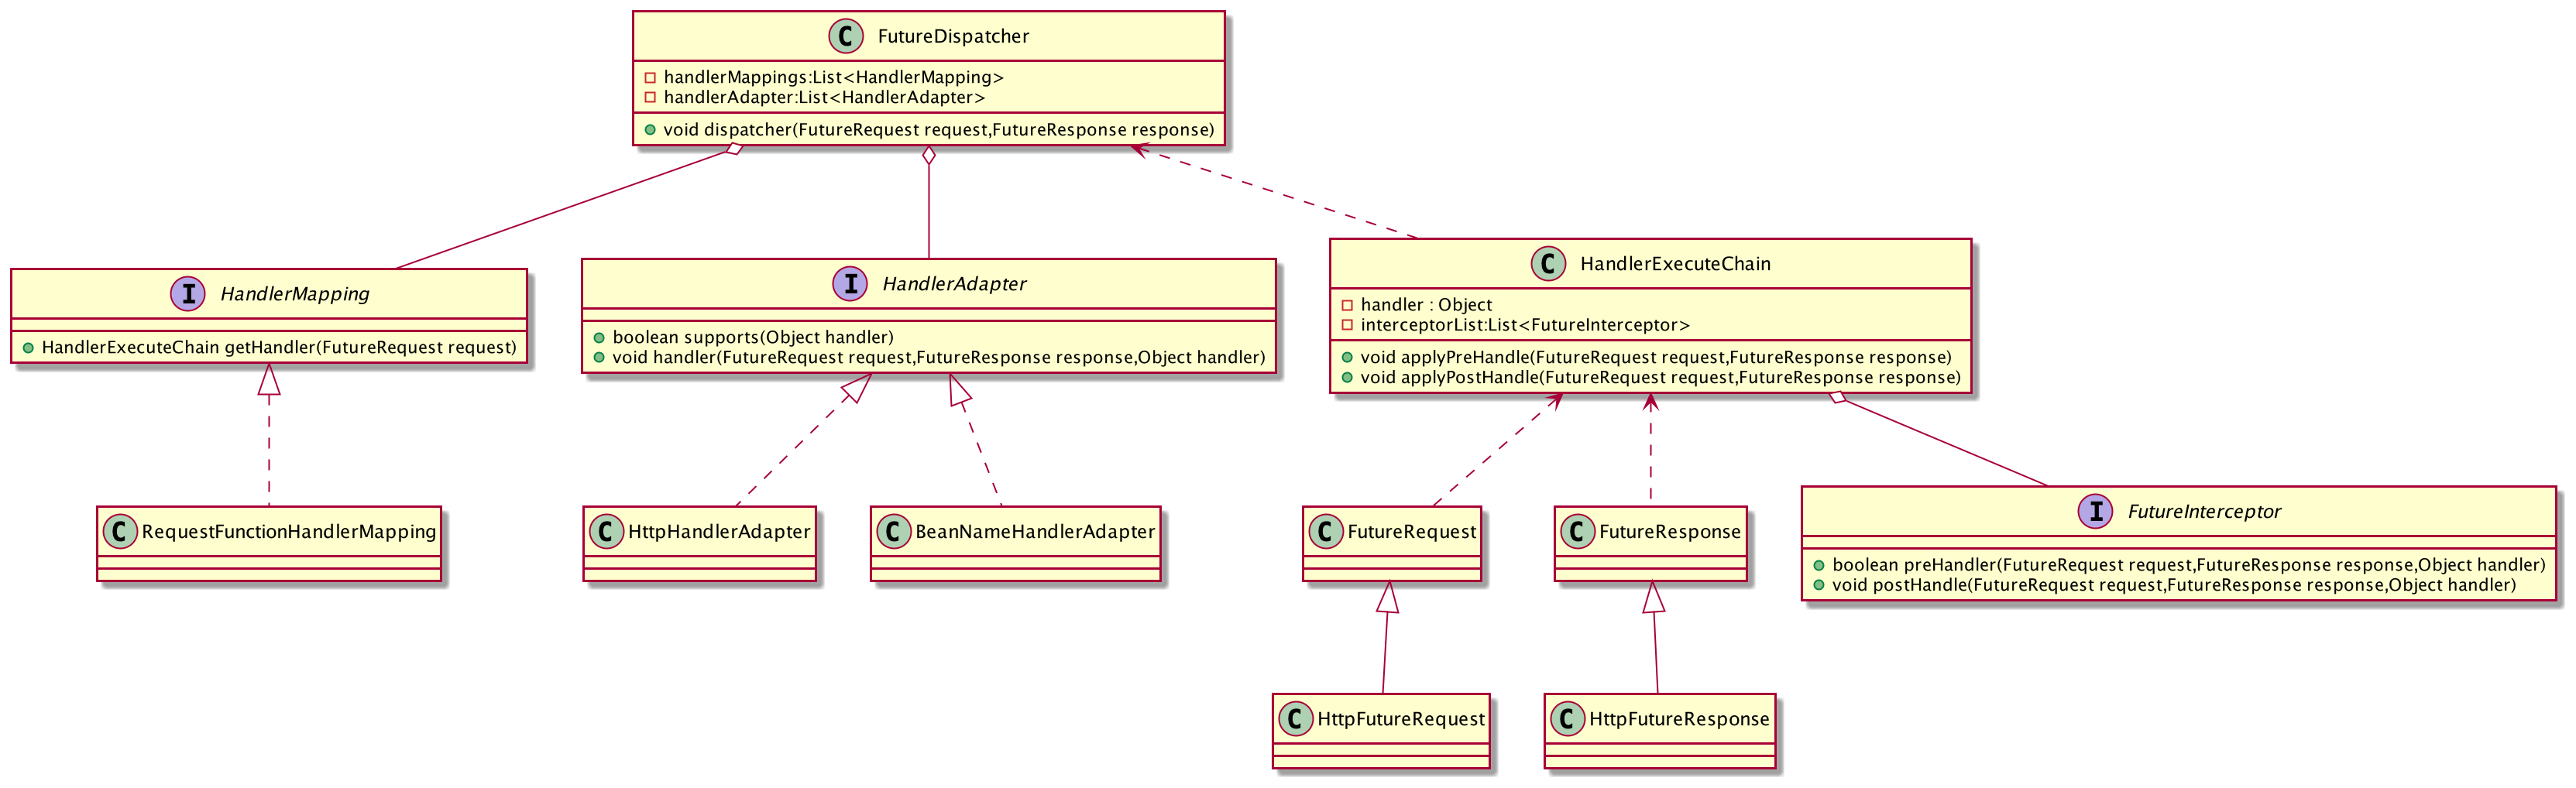 C FutureDispatcher
handlerMappings:List<HandlerMapping>
handlerAdapter:List<HandlerAdapter>
void dispatcher(FutureRequest request,FutureResponse response)
I HandlerMapping
HandlerExecuteChain getHandler(FutureRequest request)
I HandlerAdapter
boolean supports(Object handler)
void handler(FutureRequest request,FutureResponse response,Object handler)
C HandlerExecuteChain
handler : Object
interceptorList:List<FutureInterceptor>
void applyPreHandle(FutureRequest request,FutureResponse response)
void applyPostHandle(FutureRequest request,FutureResponse response)
C RequestFunctionHandlerMapping
C HttpHandlerAdapter
C BeanNameHandlerAdapter
C FutureRequest
C FutureResponse
I FutureInterceptor
boolean preHandler(FutureRequest request,FutureResponse response,Object handler)
void postHandle(FutureRequest request,FutureResponse response,Object handler)
C HttpFutureRequest
C HttpFutureResponse